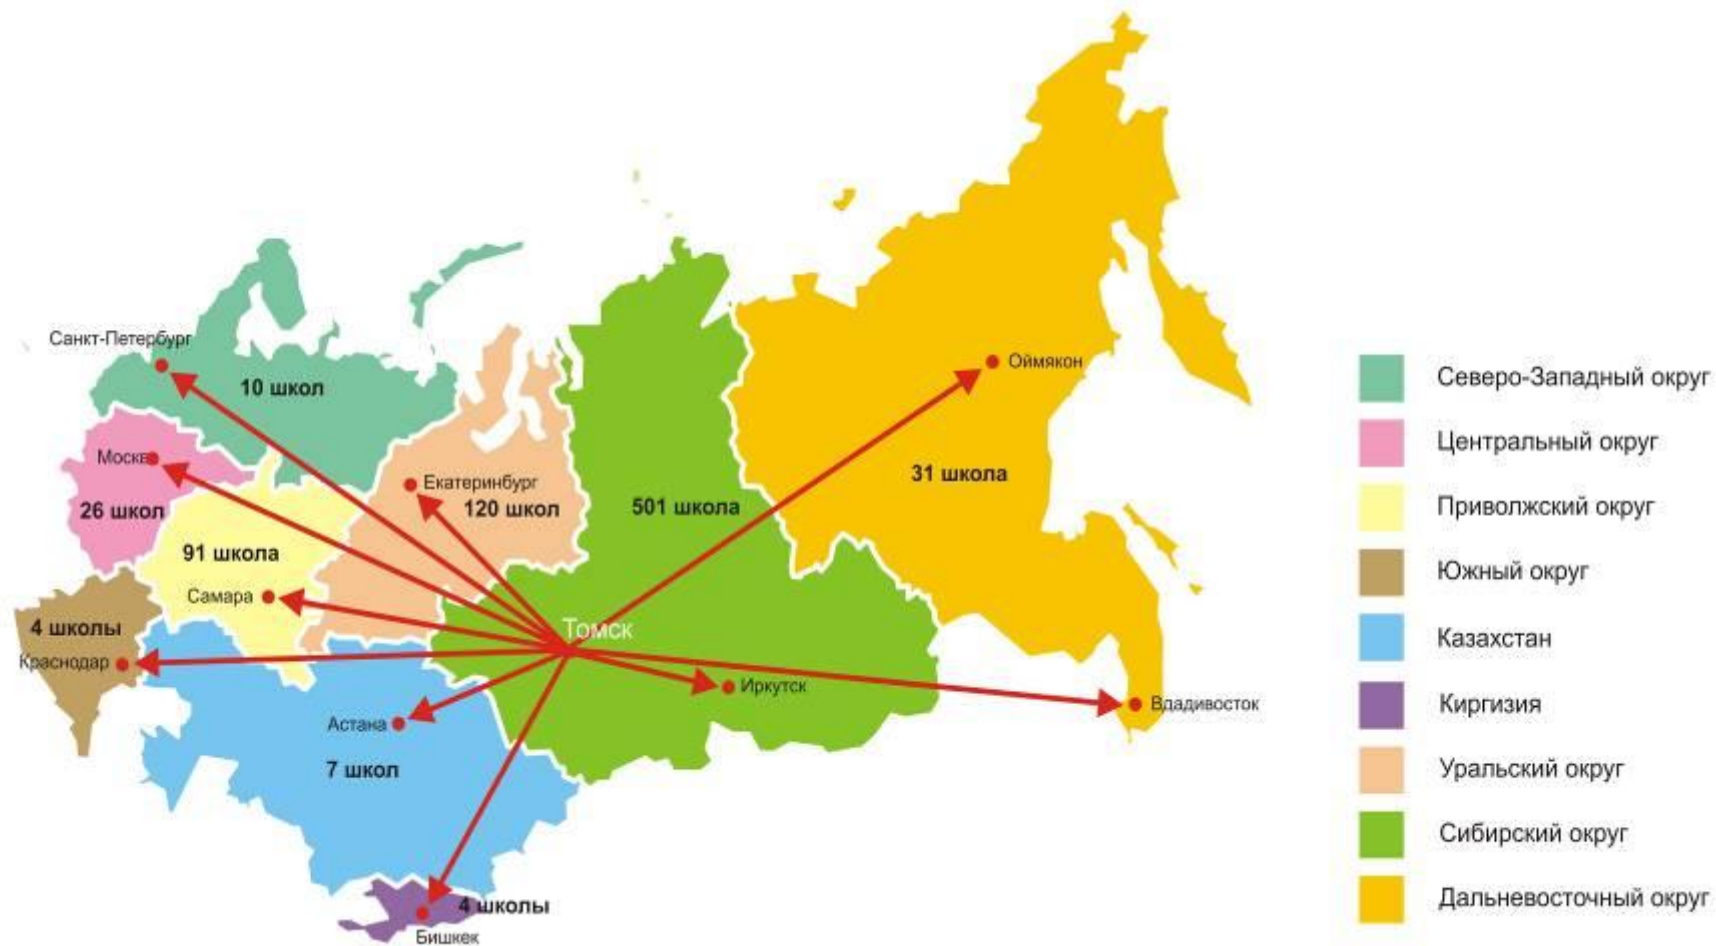 Санкт-Петербург
10 школ
Москв
26 школ
Екатеринбург
120 школ
91 школа
Самара
4 школы
Краснодар
Томск
501 школа
Оймякон
31 школа
Иркутск
Вдадивосток
Астана
7 школ
4 школы
Бишкек
Северо-Западный округ
Центральный округ
Приволжский округ
Южный округ
Казахстан
Киргизия
Уральский округ
Сибирский округ
Дальневосточный округ